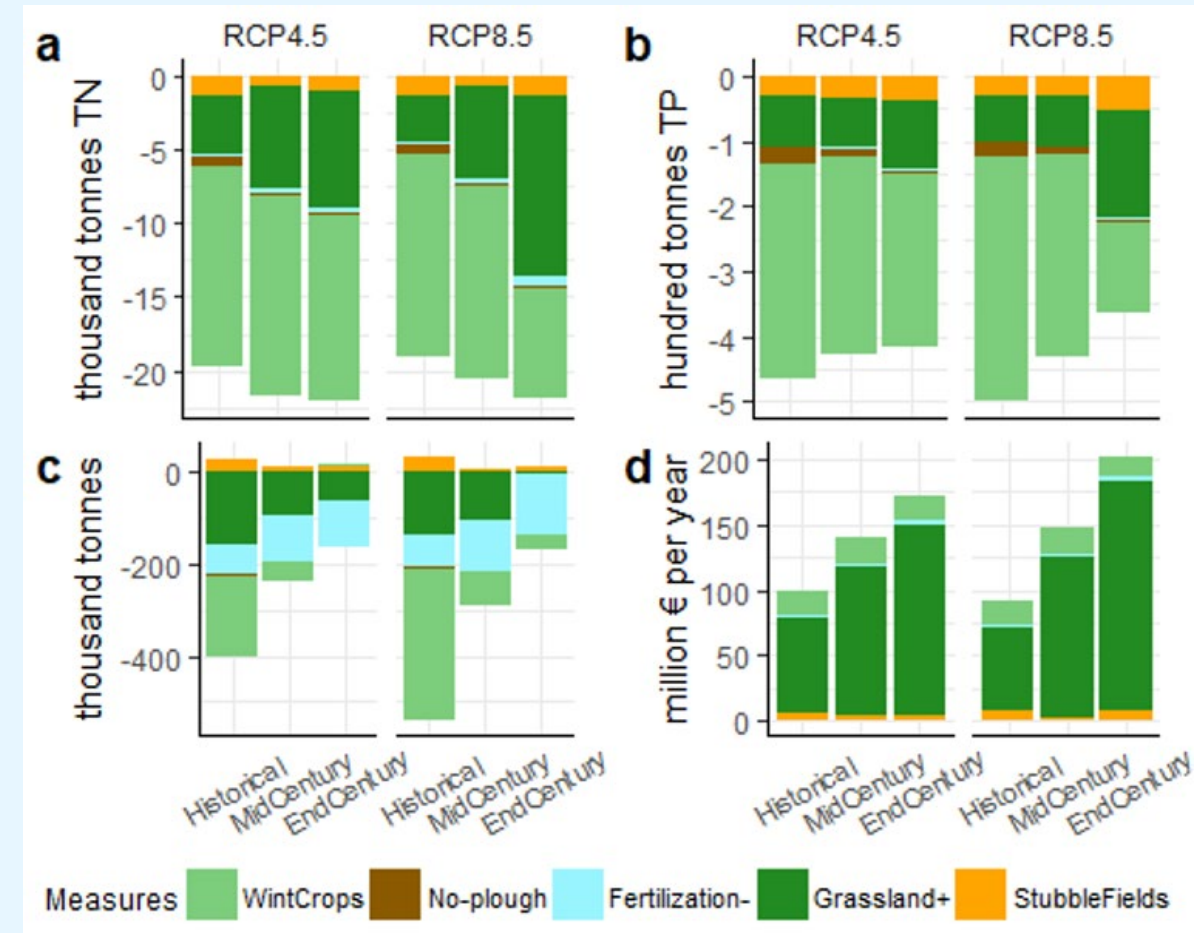 a
RCP4.5 RCP8.5
thousand tonnes TN
0
-5
-10
-15
-20
b
RCP4.5 RCP8.5
hundred tonnes TP
0
-1
-2
-3
-4
-5
c
thousand tonnes
0
-200
-400
Historical MidCentury EndCentury Historical MidCentury EndCentury
d
million € per year
200
150
100
50
0
Historical MidCentury EndCentury Historical MidCentury EndCentury
Measures WintCrops No-plough Fertilization- Grassland+ StubbleFields